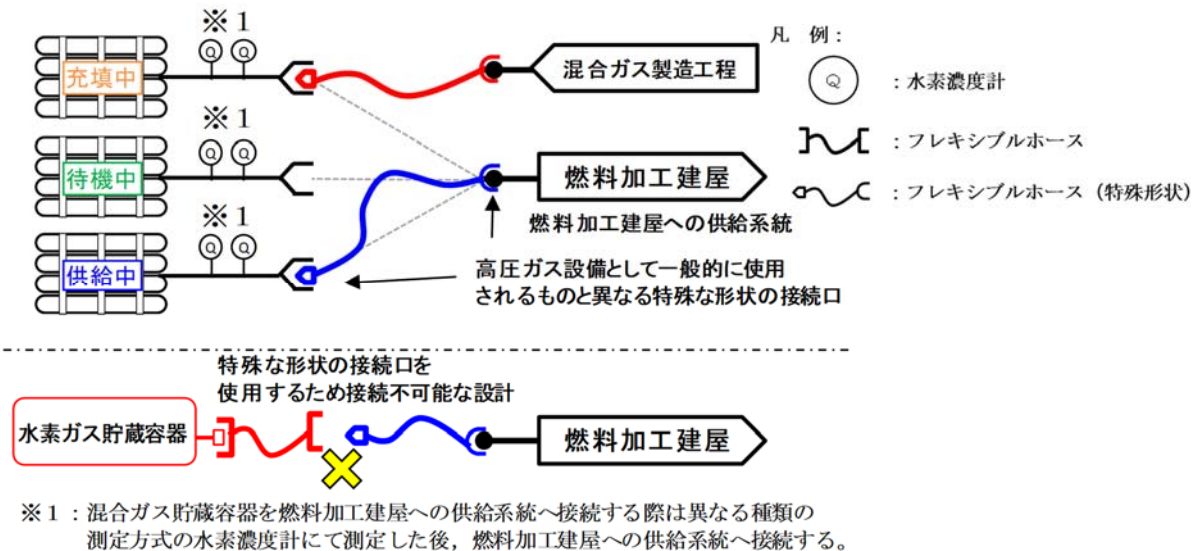 ※1
Q Q
充填中
混合ガス製造工程
※1
Q Q
待機中
燃料加工建屋
燃料加工建屋への供給系統
※1
Q Q
供給中
高圧ガス設備として一般的に使用
されるものと異なる特殊な形状の接続口
凡 例：
Q ：水素濃度計
：フレキシブルホース
：フレキシブルホース（特殊形状）
特殊な形状の接続口を
使用するため接続不可能な設計
水素ガス貯蔵容器
燃料加工建屋
※1：混合ガス貯蔵容器を燃料加工建屋への供給系統へ接続する際は異なる種類の
測定方式の水素濃度計にて測定した後，燃料加工建屋への供給系統へ接続する。